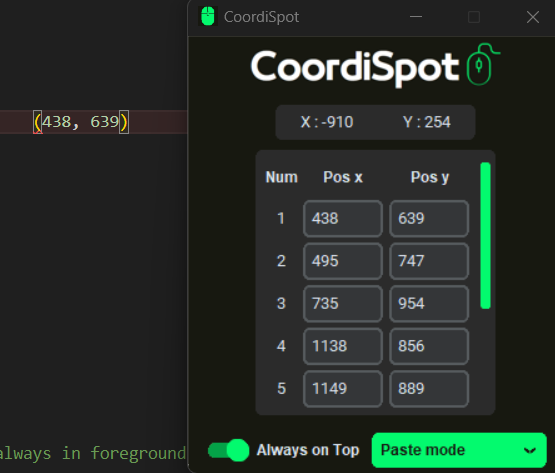 CoordiSpot
CoordiSpot
X : -910 Y : 254
(438, 639)
Num Pos x Pos y
1 438 639
2 495 747
3 735 954
4 1138 856
5 1149 889
always in foreground
Always on Top Paste mode